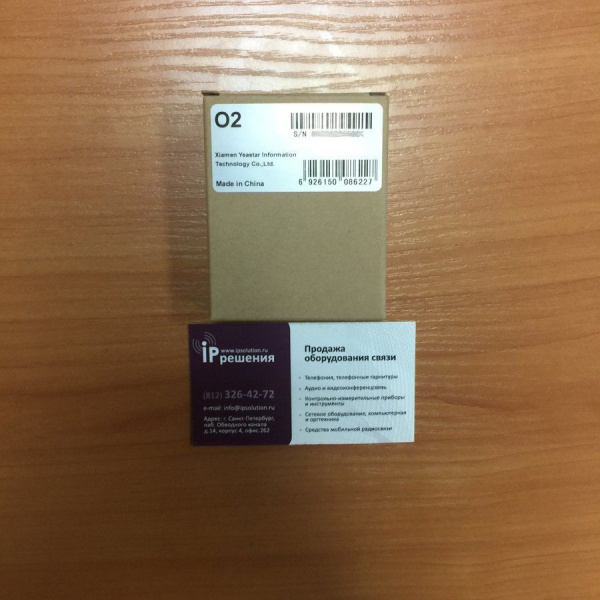 O2
S/N
Xiamen Yeastar Information
Technology Co.,Ltd.
Made in China
6 926150 086227
www.ipsolution.ru
iP решения
(812) 326-42-72
e-mail: info@ipsolution.ru
Адрес: г. Санкт-Петербург,
наб. Обводного канала
д.14, корпус 4, офис 262
Продажа
оборудования связи
- Телефония, телефонные гарнитуры
- Аудио и видеоконференцсвязь
- Контрольно-измерительные приборы
и инструменты
- Сетевое оборудование, компьютерная
и оргтехника
- Средства мобильной радиосвязи